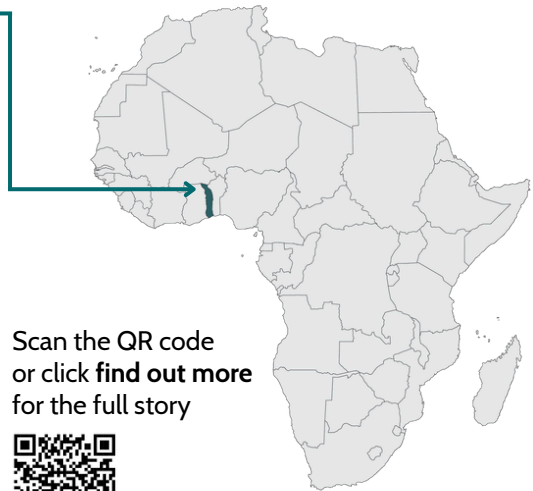 Scan the QR code
or click find out more
for the full story